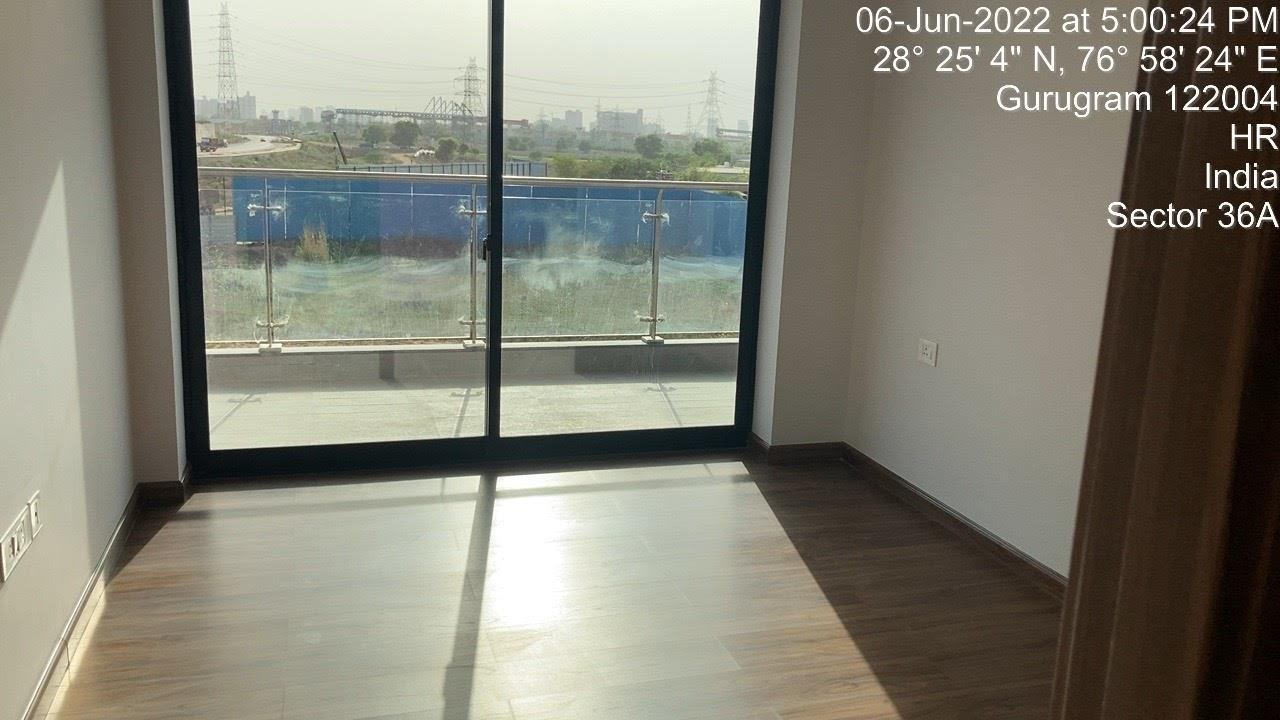 06-Jun-2022 at 5:00:24 PM
28° 25' 4" N, 76° 58' 24" E
Gurugram 122004
HR
India
Sector 36A